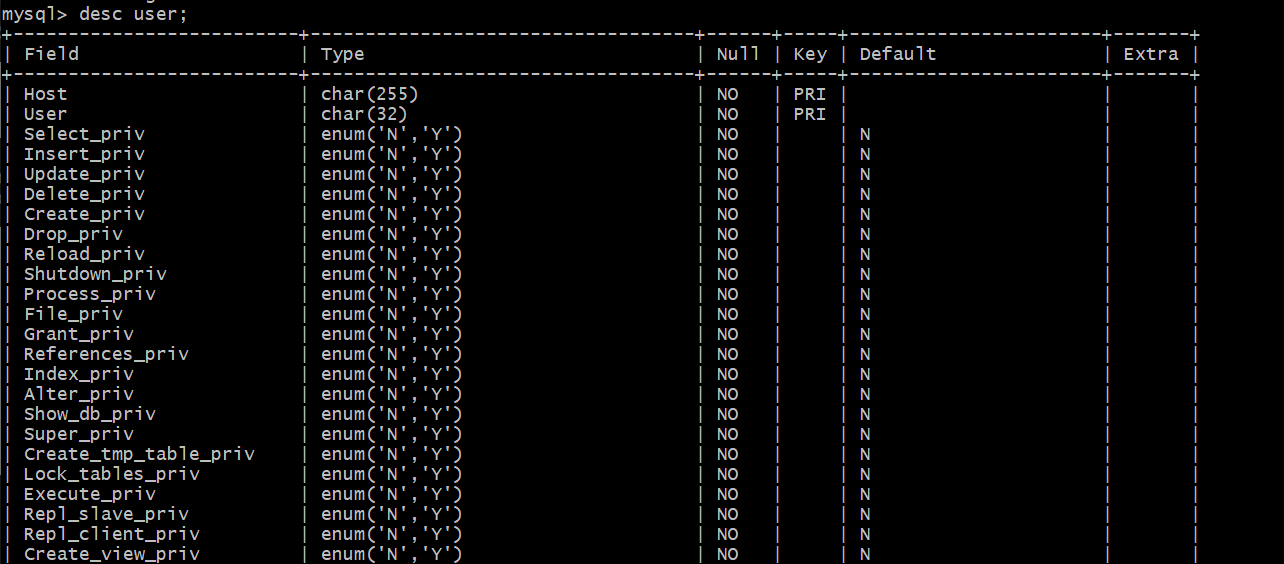 mysql> desc user;
+--------------------------+-----------------------------------+------+-----+-----------------------+-------+
| Field                    | Type                              | Null | Key | Default               | Extra |
+--------------------------+-----------------------------------+------+-----+-----------------------+-------+
| Host                     | char(255)                         | NO   | PRI |                       |       |
| User                     | char(32)                          | NO   | PRI |                       |       |
| Select_priv              | enum('N','Y')                     | NO   |     | N                     |       |
| Insert_priv              | enum('N','Y')                     | NO   |     | N                     |       |
| Update_priv              | enum('N','Y')                     | NO   |     | N                     |       |
| Delete_priv              | enum('N','Y')                     | NO   |     | N                     |       |
| Create_priv              | enum('N','Y')                     | NO   |     | N                     |       |
| Drop_priv                | enum('N','Y')                     | NO   |     | N                     |       |
| Reload_priv              | enum('N','Y')                     | NO   |     | N                     |       |
| Shutdown_priv            | enum('N','Y')                     | NO   |     | N                     |       |
| Process_priv             | enum('N','Y')                     | NO   |     | N                     |       |
| File_priv                | enum('N','Y')                     | NO   |     | N                     |       |
| Grant_priv               | enum('N','Y')                     | NO   |     | N                     |       |
| References_priv          | enum('N','Y')                     | NO   |     | N                     |       |
| Index_priv               | enum('N','Y')                     | NO   |     | N                     |       |
| Alter_priv               | enum('N','Y')                     | NO   |     | N                     |       |
| Show_db_priv             | enum('N','Y')                     | NO   |     | N                     |       |
| Super_priv               | enum('N','Y')                     | NO   |     | N                     |       |
| Create_tmp_table_priv    | enum('N','Y')                     | NO   |     | N                     |       |
| Lock_tables_priv         | enum('N','Y')                     | NO   |     | N                     |       |
| Execute_priv             | enum('N','Y')                     | NO   |     | N                     |       |
| Repl_slave_priv          | enum('N','Y')                     | NO   |     | N                     |       |
| Repl_client_priv         | enum('N','Y')                     | NO   |     | N                     |       |
| Create_view_priv         | enum('N','Y')                     | NO   |     | N                     |       |